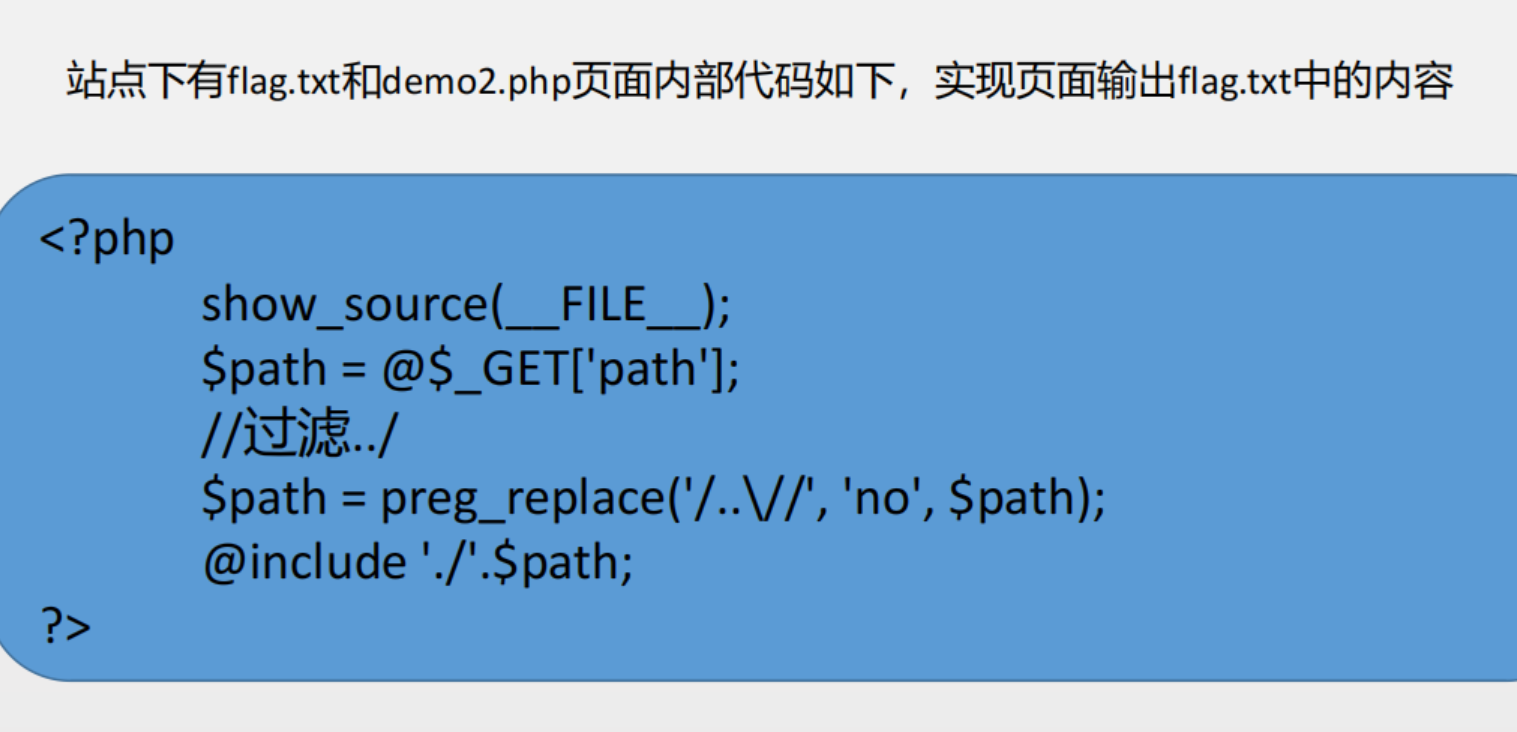 站点下有flag.txt和demo2.php页面内部代码如下，实现页面输出flag.txt中的内容
<?php
show_source(__FILE__);
$path = @$_GET['path'];
//过滤../
$path = preg_replace('/..\//', 'no', $path);
@include './'.$path;
?>